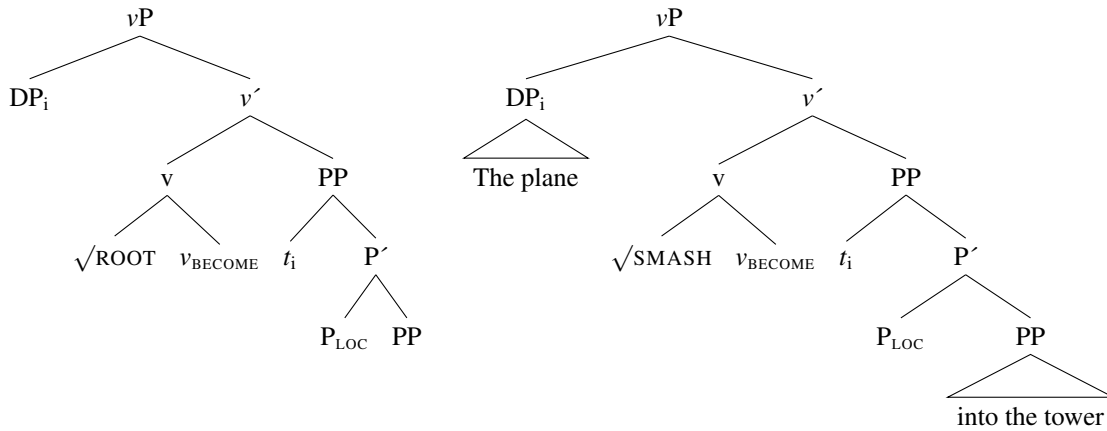 vP vP
DPi v´ DPi v´
The plane
v PP v PP
√ROOT vBECOME ti P´ √SMASH vBECOME ti P´
PLOC PP PLOC PP
into the tower